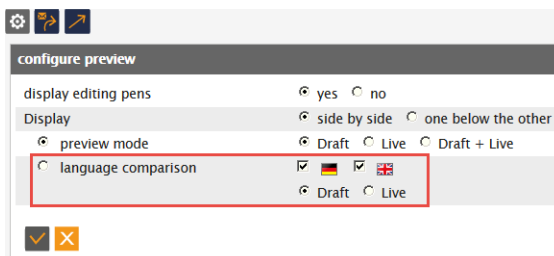 configure preview
display editing pens yes no
Display side by side one below the other
preview mode Draft Live Draft + Live
language comparison
Draft Live